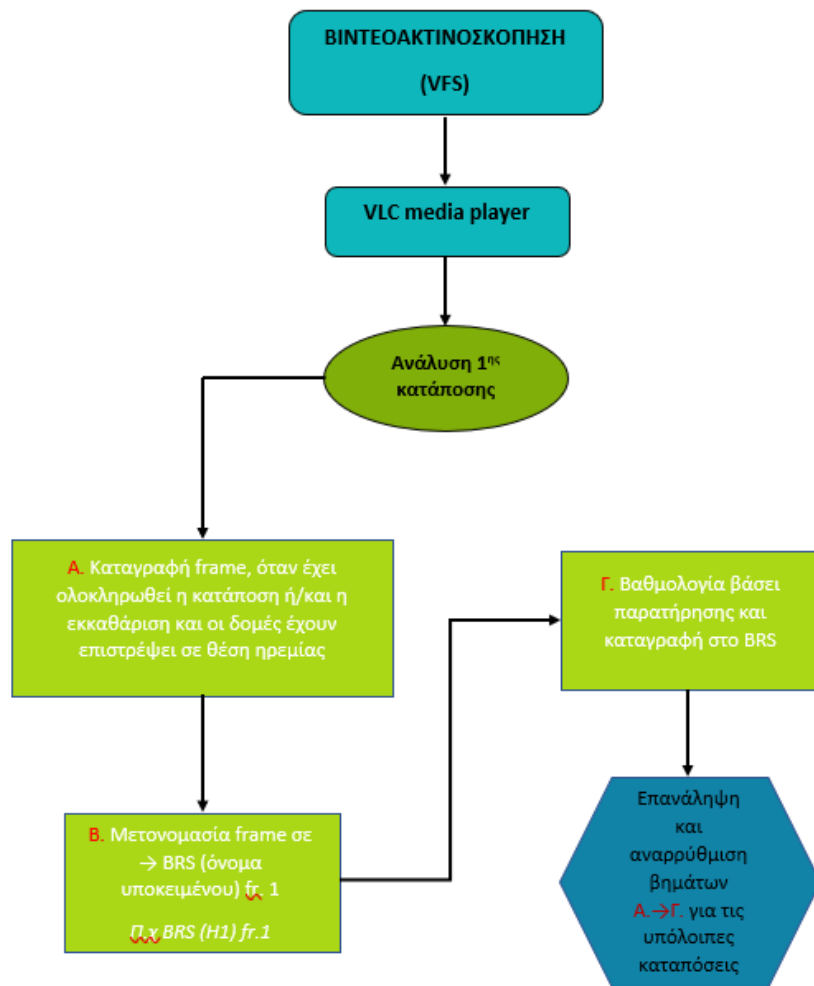 ΒΙΝΤΕΟΑΚΤΙΝΟΣΚΟΠΗΣΗ
(VFS)
VLC media player
Ανάλυση 1ης
κατάποσης
Α. Καταγραφή frame, όταν έχει
ολοκληρωθεί η κατάποση ή/και η
εκκαθάριση και οι δομές έχουν
επιστρέψει σε θέση ηρεμίας
Β. Μετονομασία frame σε
→ BRS (όνομα
υποκειμένου) fr. 1
Π.χ BRS (H1) fr.1
Γ. Βαθμολογία βάσει
παρατήρησης και
καταγραφή στο BRS
Επανάληψη
και
αναρρύθμιση
βημάτων
Α.→Γ. για τις
υπόλοιπες
καταπόσεις